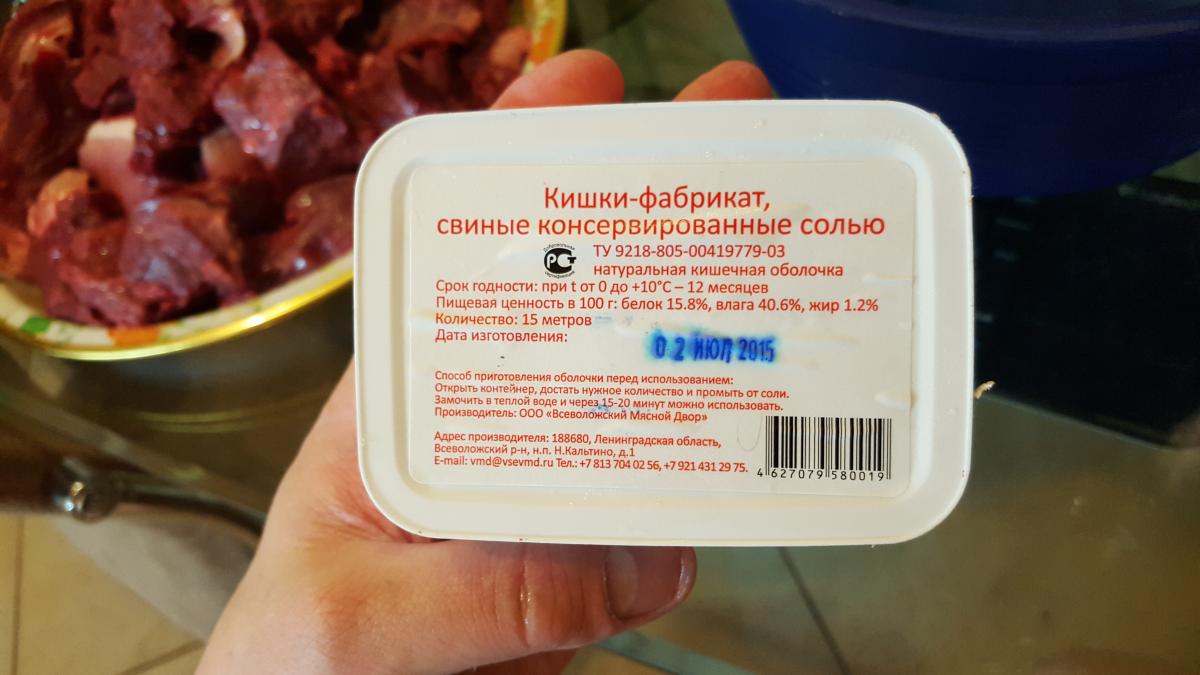 Кишки-фабрикат,
свиные консервированные солью
Добровольная
РСТ
сертификация
ТУ 9218-805-00419779-03
натуральная кишечная оболочка
Срок годности: при t от 0 до +10°С – 12 месяцев
Пищевая ценность в 100 г: белок 15.8%, влага 40.6%, жир 1.2%
Количество: 15 метров
Дата изготовления:
02 ИЮЛ 2015
Способ приготовления оболочки перед использованием:
Открыть контейнер, достать нужное количество и промыть от соли.
Замочить в теплой воде и через 15-20 минут можно использовать.
Производитель: ООО «Всеволожский Мясной Двор»
Адрес производителя: 188680, Ленинградская область,
Всеволожский р-н, н.п. Н.Кальтино, д.1
E-mail: vmd@vsevmd.ru Тел.: +7 813 704 02 56, +7 921 431 29 75.
4 627079 580019